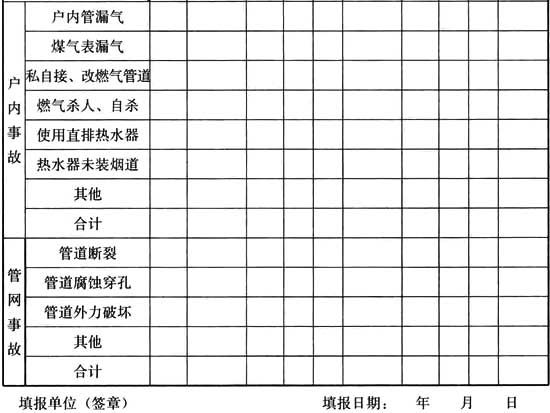 户内事故
户内管漏气
煤气表漏气
私自接、改燃气管道
燃气杀人、自杀
使用直排热水器
热水器未装烟道
其他
合计
管网事故
管道断裂
管道腐蚀穿孔
管道外力破坏
其他
合计
填报单位（签章） 填报日期： 年 月 日